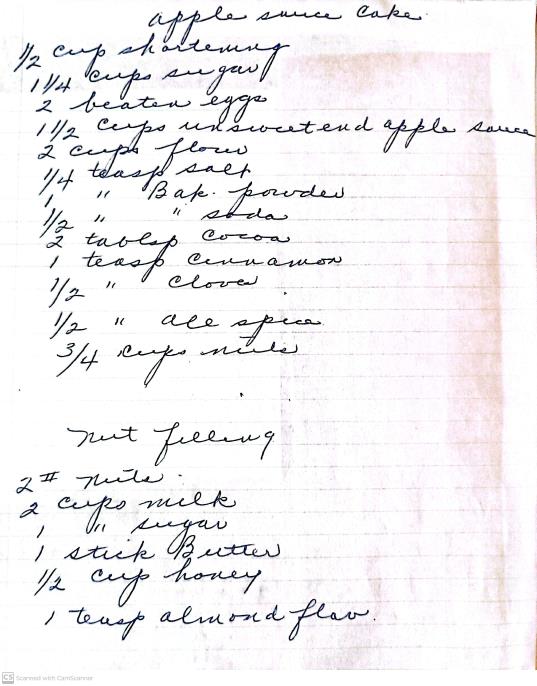 apple sauce cake
1/2 cup shortening
1 1/4 cups sugar
2 beaten eggs
1 1/2 cups unsweetend apple sauce
2 cups flour
1/4 teasp salt
1 " Bak. powder
1/2 " " soda
2 tablsp cocoa
1 teasp cinnamon
1/2 " cloves
1/2 " all spice
3/4 cups nuts
nut filling
2 # nuts
2 cups milk
1 " sugar
1 stick Butter
1/2 cup honey
1 teasp almond flav.
CS Scanned with CamScanner